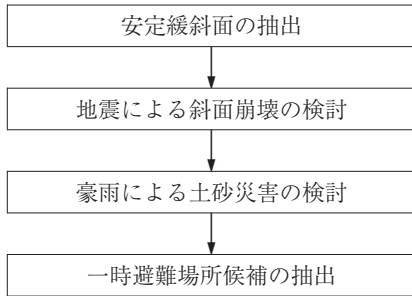 安定緩斜面の抽出
地震による斜面崩壊の検討
豪雨による土砂災害の検討
一時避難場所候補の抽出